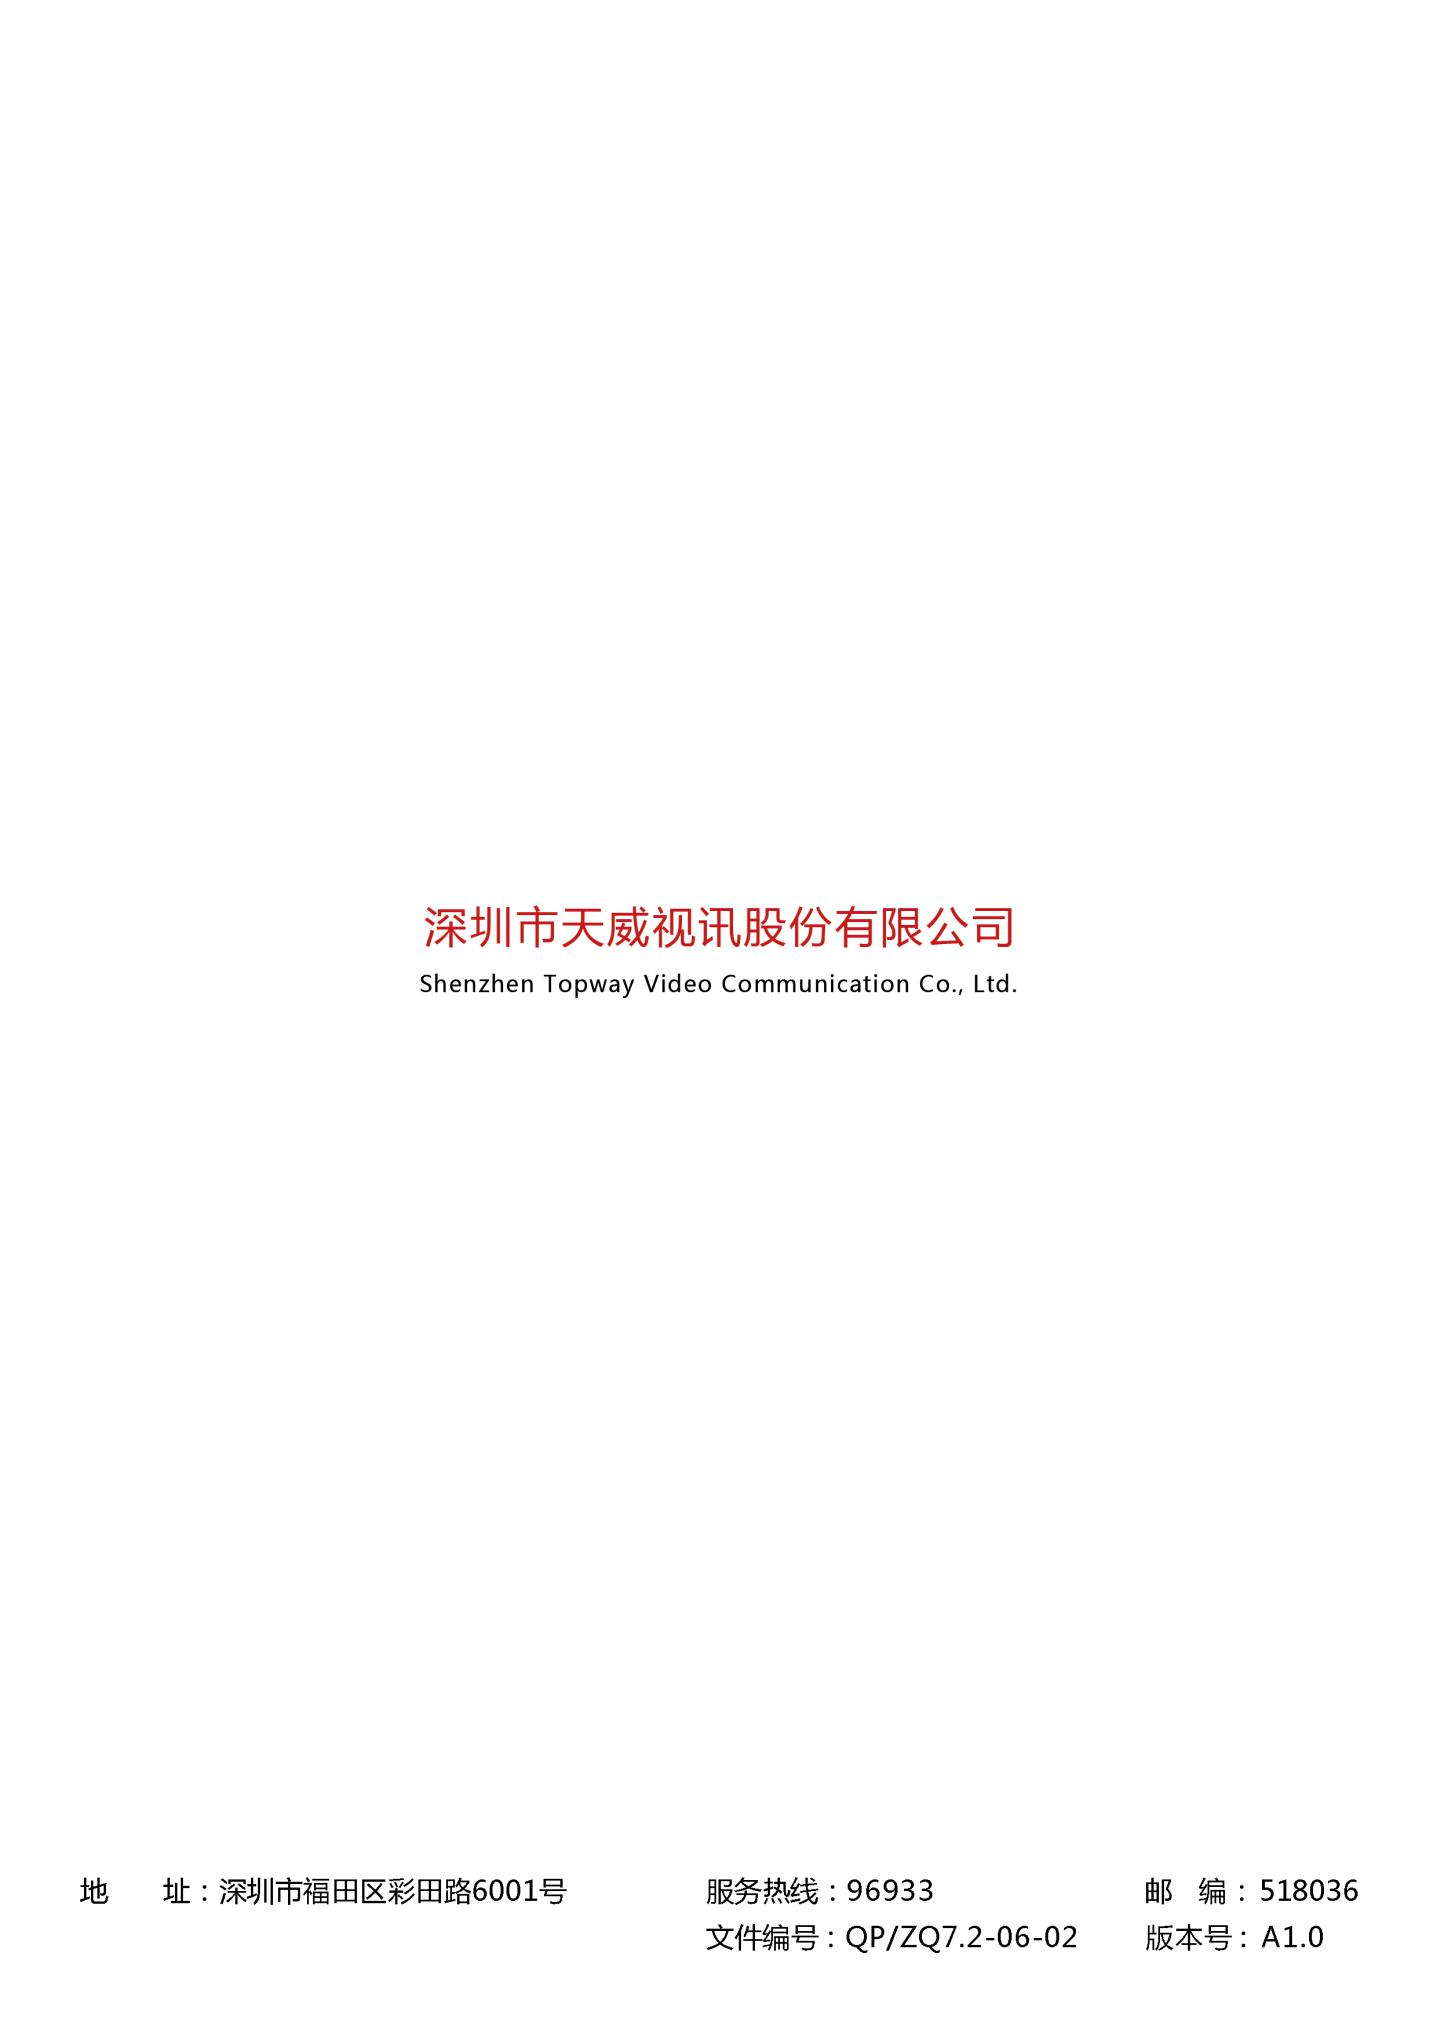 深圳市天威视讯股份有限公司
Shenzhen Topway Video Communication Co., Ltd.
地 址：深圳市福田区彩田路6001号 服务热线：96933 邮 编：518036
文件编号：QP/ZQ7.2-06-02 版本号：A1.0